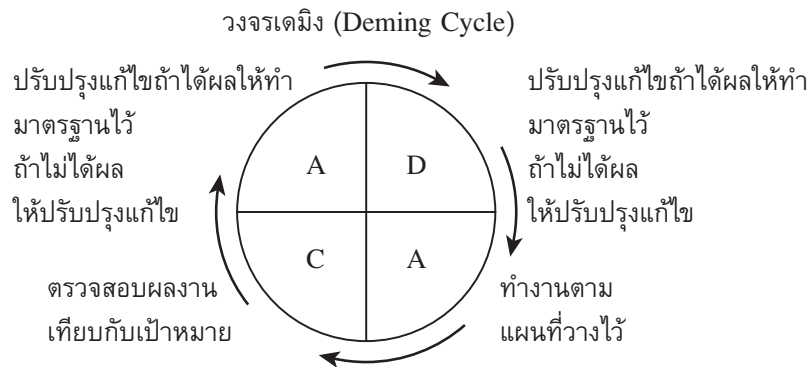 วงจรเดมิง (Deming Cycle)
ปรับปรุงแก้ไขถ้าได้ผลให้ทำ
มาตรฐานไว้
ถ้าไม่ได้ผล
ให้ปรับปรุงแก้ไข
ปรับปรุงแก้ไขถ้าได้ผลให้ทำ
มาตรฐานไว้
ถ้าไม่ได้ผล
ให้ปรับปรุงแก้ไข
A
D
C
A
ตรวจสอบผลงาน
เทียบกับเป้าหมาย
ทำงานตาม
แผนที่วางไว้